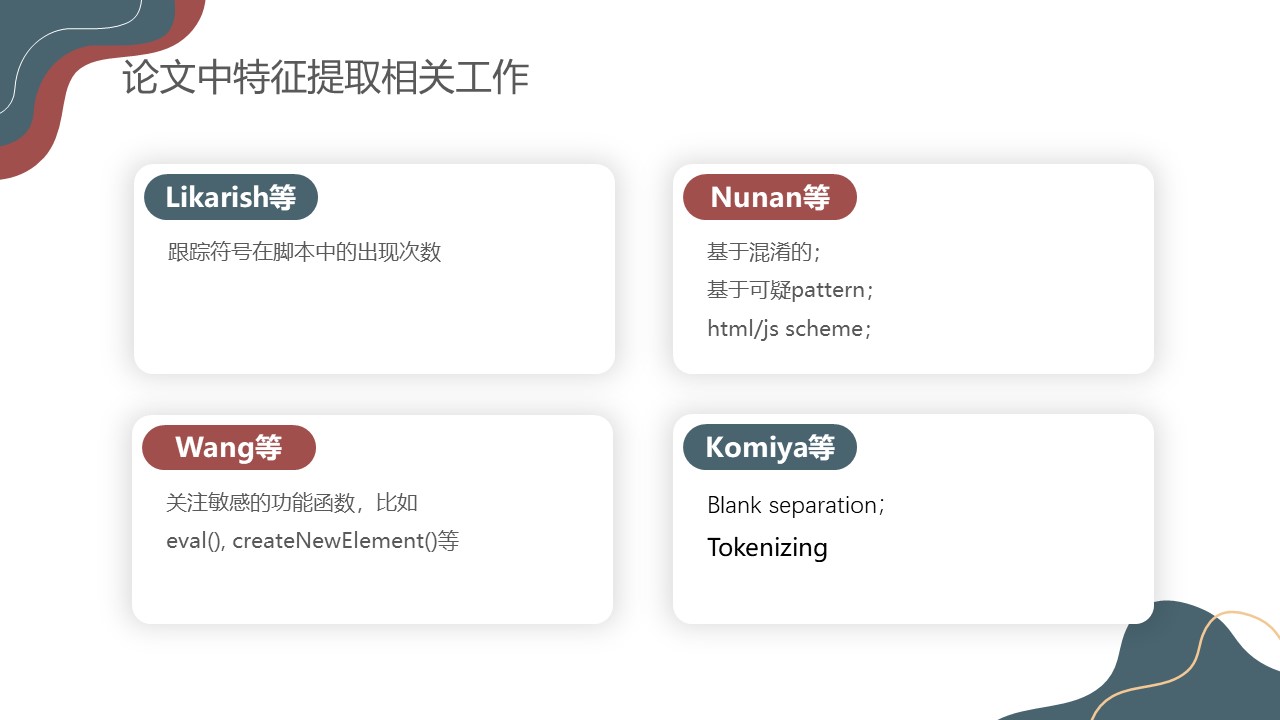 论文中特征提取相关工作
Likarish等
跟踪符号在脚本中的出现次数
Nunan等
基于混淆的；
基于可疑pattern；
html/js scheme；
Wang等
关注敏感的功能函数，比如
eval(), createNewElement()等
Komiya等
Blank separation；
Tokenizing